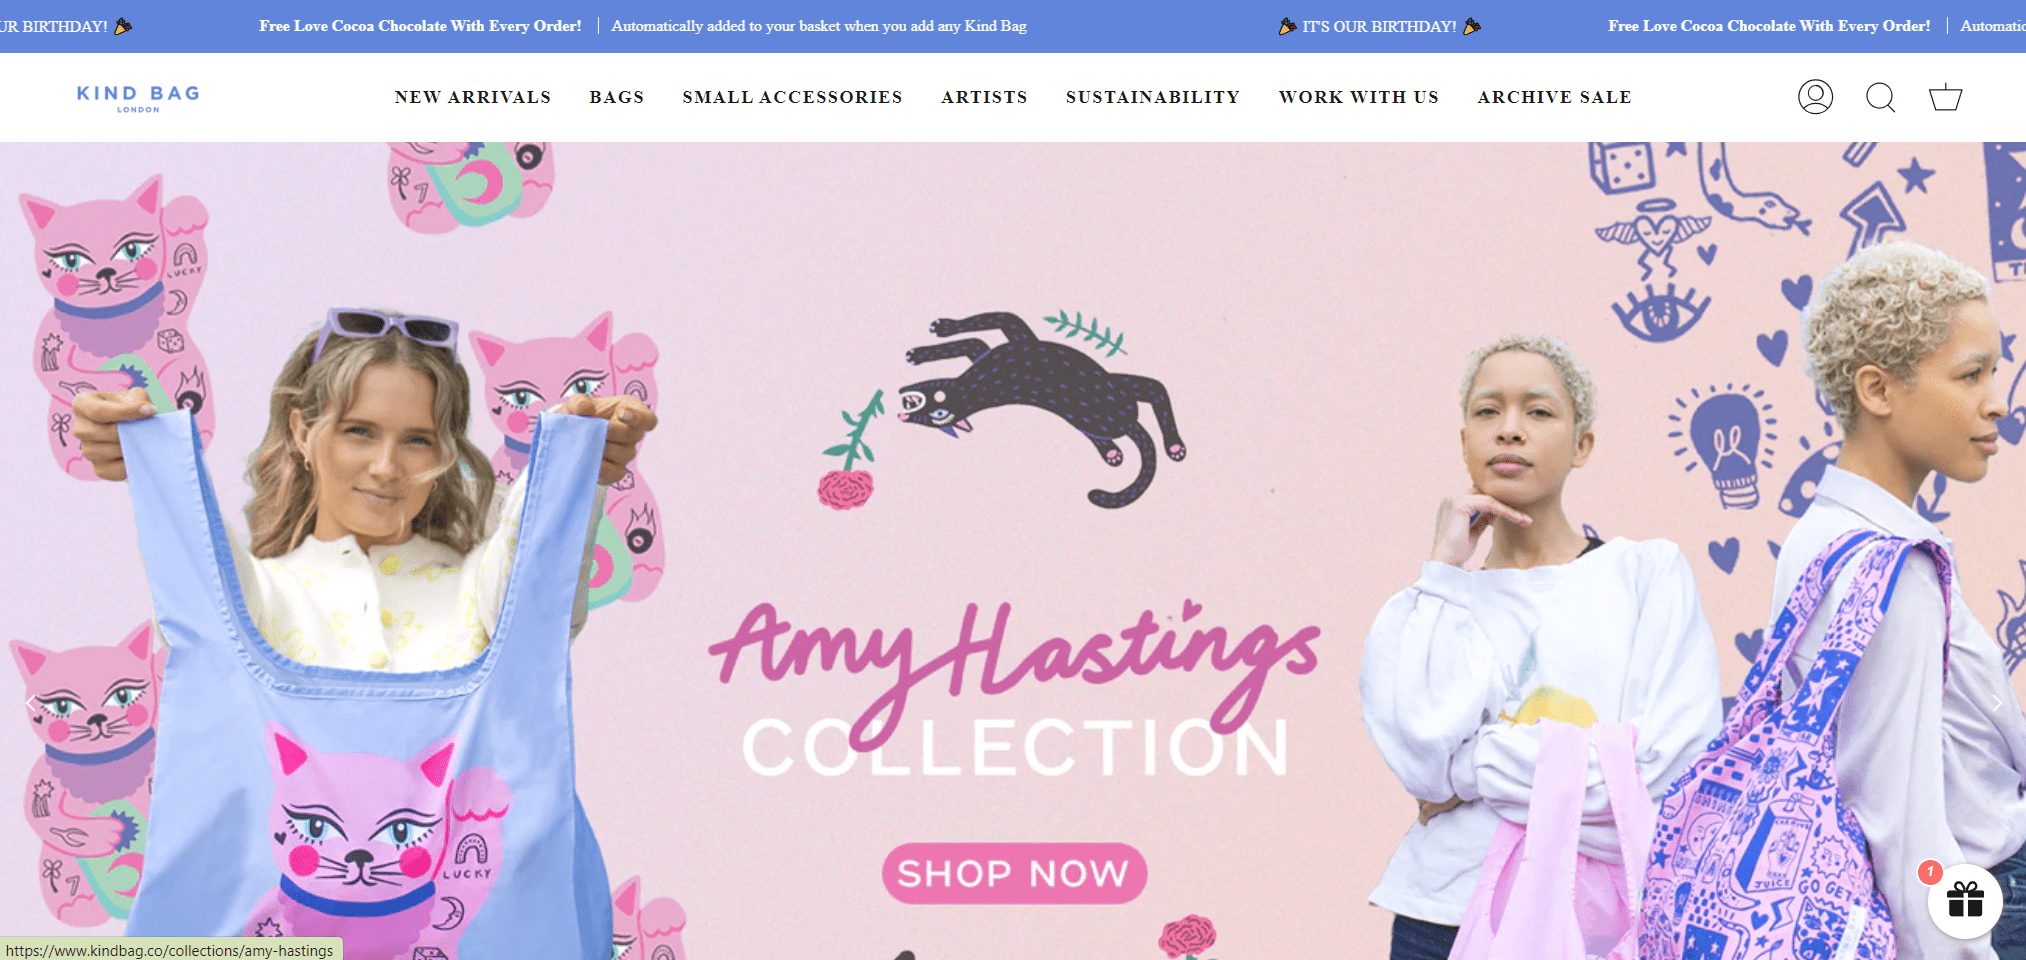 UR BIRTHDAY! Free Love Cocoa Chocolate With Every Order! Automatically added to your basket when you add any Kind Bag IT'S OUR BIRTHDAY! Free Love Cocoa Chocolate With Every Order! Automatic
KIND BAG
LONDON
NEW ARRIVALS BAGS SMALL ACCESSORIES ARTISTS SUSTAINABILITY WORK WITH US ARCHIVE SALE
LUCKY
Amy Hastings
COLLECTION
SHOP NOW
LUCKY
JUICE
GO GET
1
https://www.kindbag.co/collections/amy-hastings